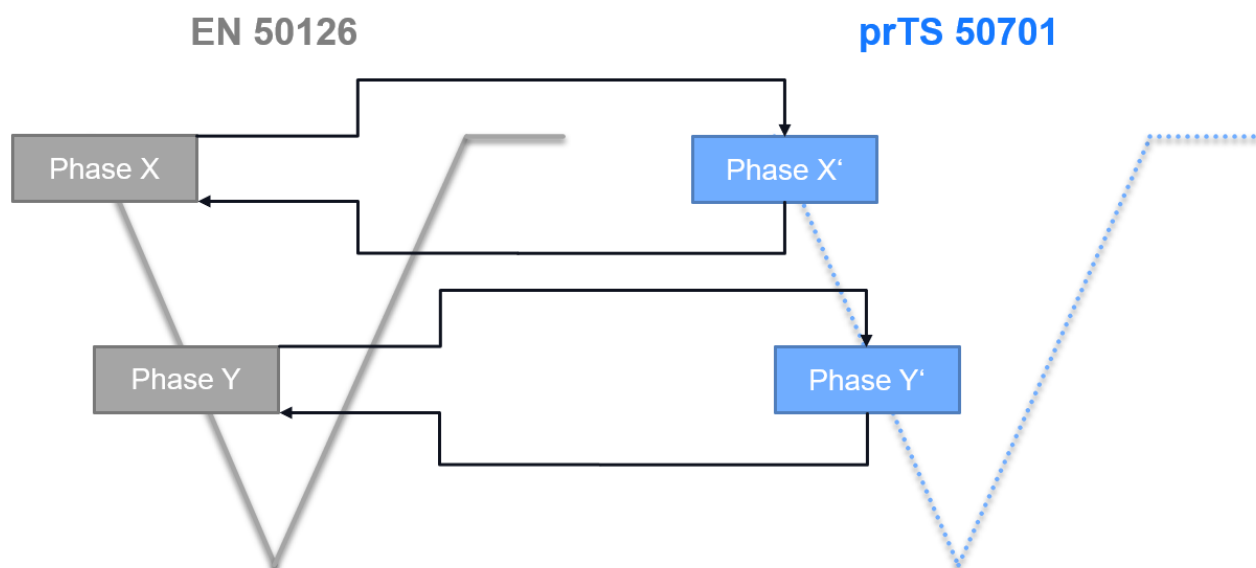 EN 50126
prTS 50701
Phase X
Phase X‘
Phase Y
Phase Y‘